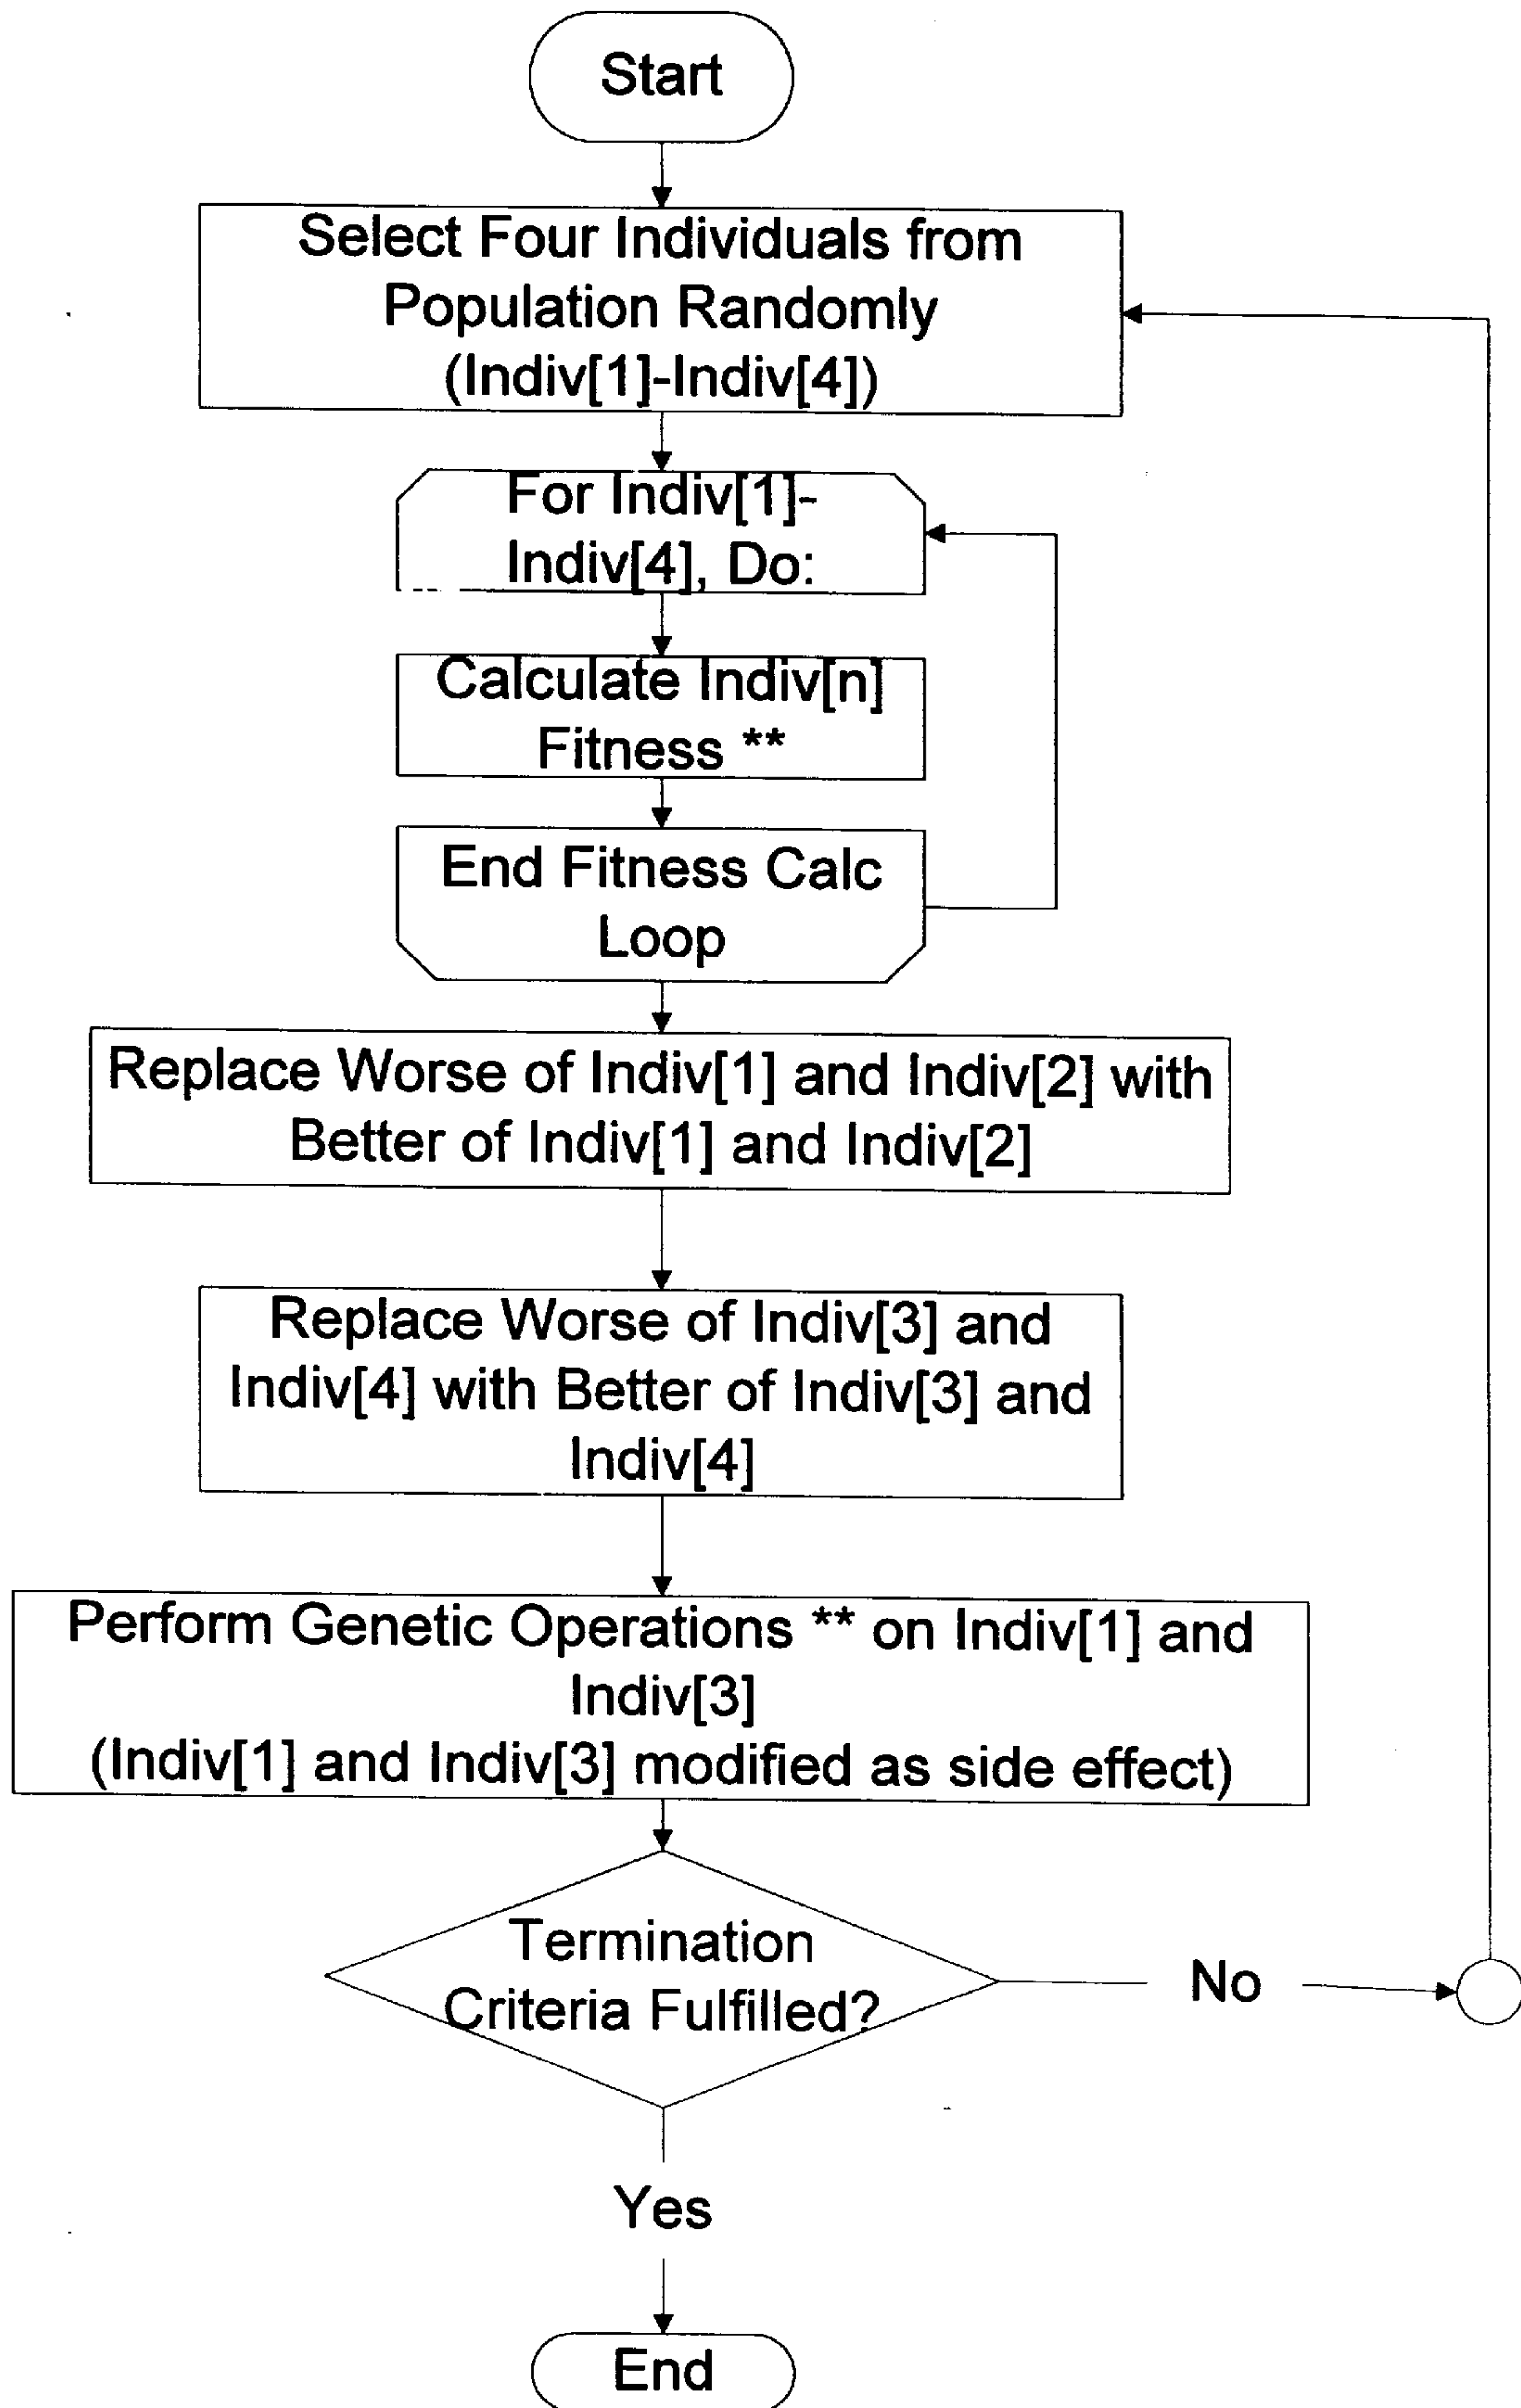 Start
Select Four Individuals from
Population Randomly
(Indiv[1]-Indiv[4])
For Indiv[1]-
Indiv[4], Do:
Calculate Indiv[n]
Fitness **
End Fitness Calc
Loop
Replace Worse of Indiv[1] and Indiv[2] with
Better of Indiv[1] and Indiv[2]
Replace Worse of Indiv[3] and
Indiv[4] with Better of Indiv[3] and
Indiv[4]
Perform Genetic Operations ** on Indiv[1] and
Indiv[3]
(Indiv[1] and Indiv[3] modified as side effect)
Termination
Criteria Fulfilled?
No
Yes
End